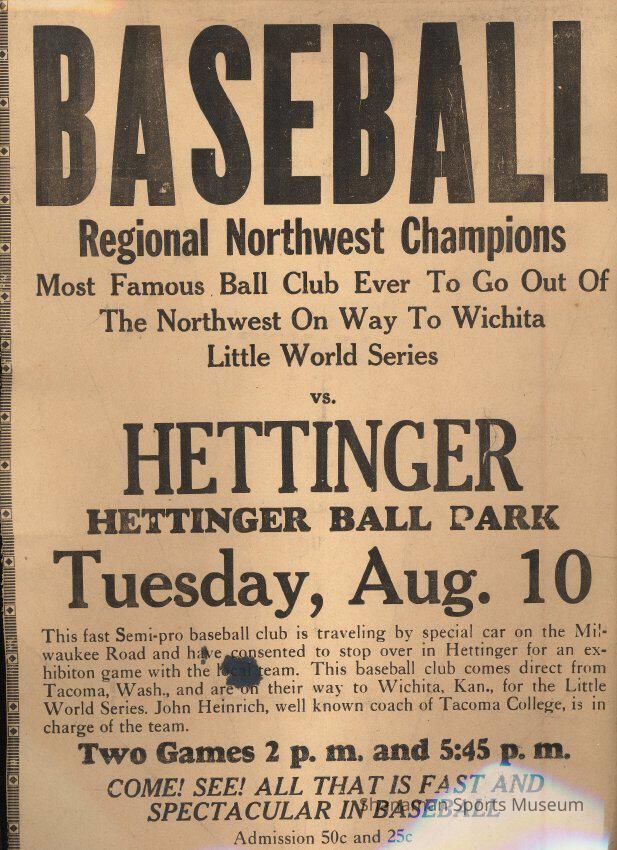 BASEBALL
Regional Northwest Champions
Most Famous Ball Club Ever To Go Out Of
The Northwest On Way To Wichita
Little World Series
vs.
HETTINGER
HETTINGER BALL PARK
Tuesday, Aug. 10
This fast Semi-pro baseball club is traveling by special car on the Mil-
waukee Road and have consented to stop over in Hettinger for an ex-
hibiton game with the local team. This baseball club comes direct from
Tacoma, Wash., and are on their way to Wichita, Kan., for the Little
World Series. John Heinrich, well known coach of Tacoma College, is in
charge of the team.
Two Games 2 p. m. and 5:45 p. m.
COME! SEE! ALL THAT IS FAST AND
SPECTACULAR IN BASEBALL
Shanaman Sports Museum
Admission 50c and 25c